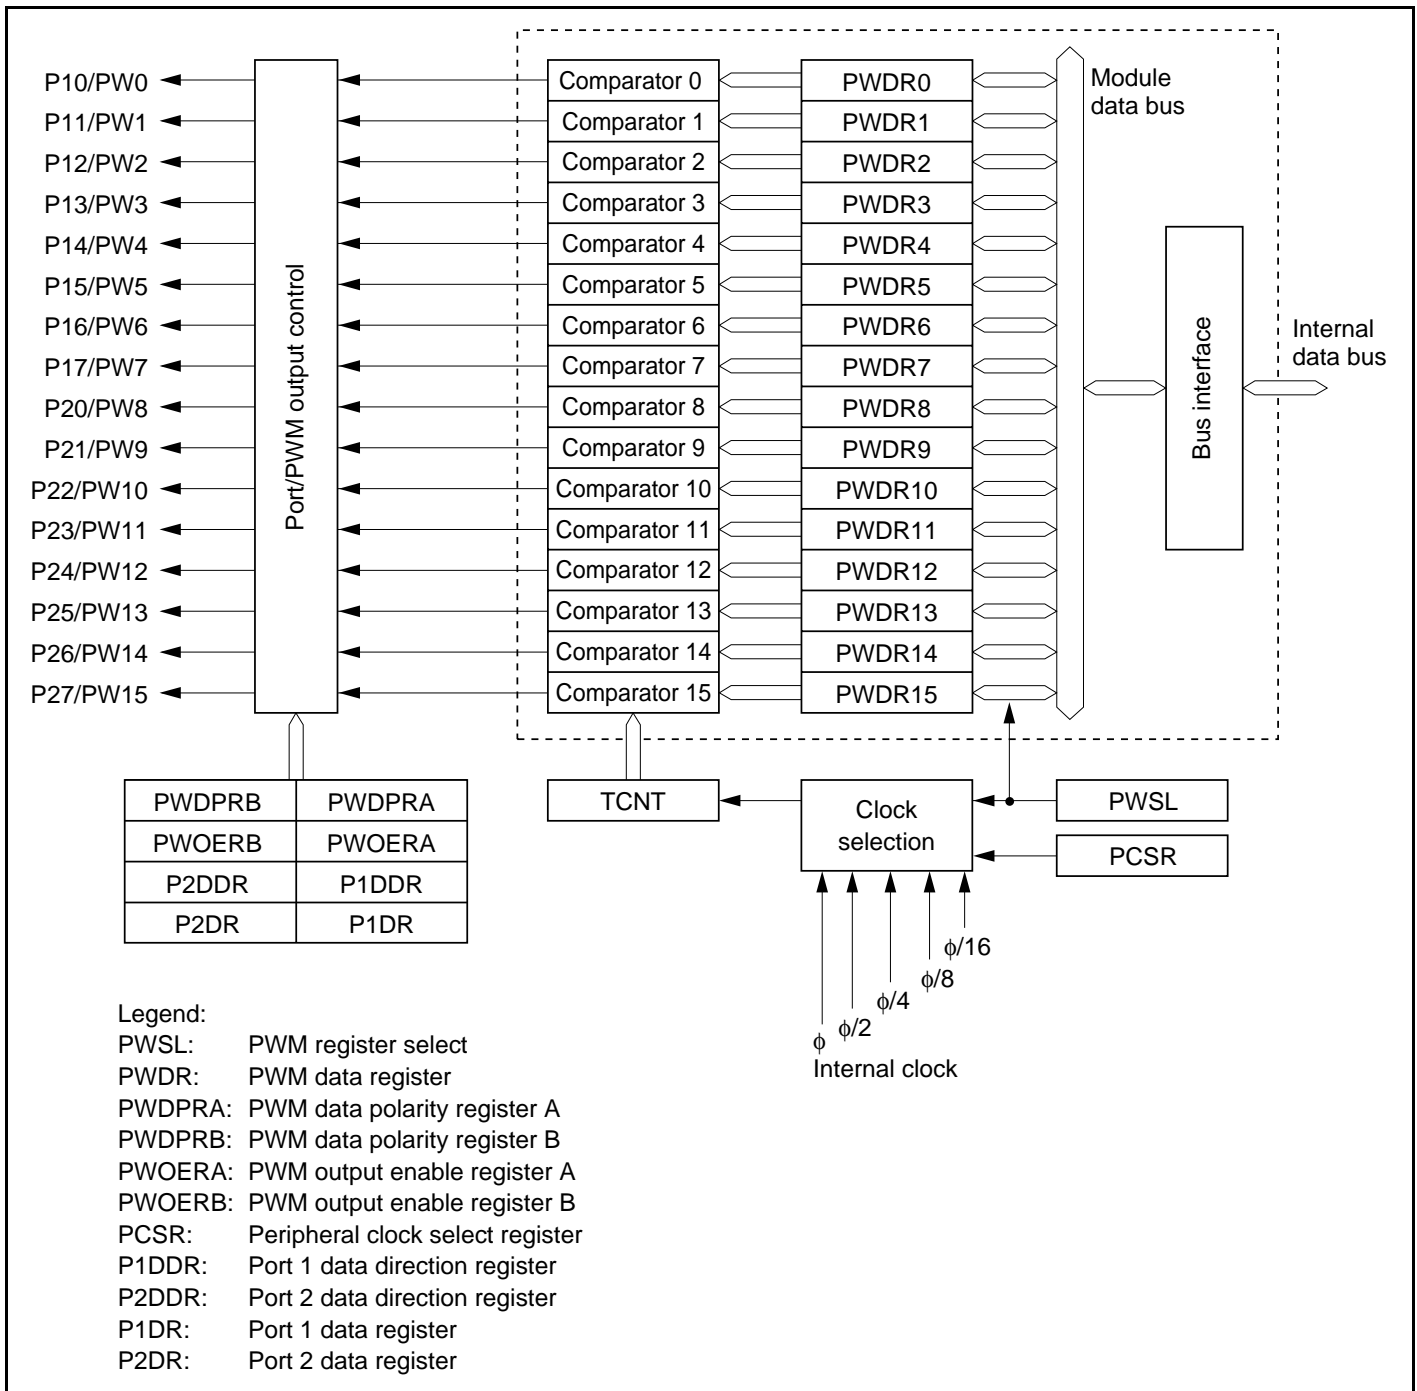 P10/PW0 Comparator 0 PWDR0 Module
data bus
P11/PW1 Comparator 1 PWDR1
P12/PW2 Comparator 2 PWDR2
P13/PW3 Comparator 3 PWDR3
P14/PW4 Comparator 4 PWDR4
P15/PW5 Comparator 5 PWDR5
P16/PW6 Comparator 6 PWDR6
P17/PW7 Comparator 7 PWDR7
P20/PW8 Comparator 8 PWDR8
P21/PW9 Comparator 9 PWDR9
P22/PW10 Comparator 10 PWDR10
P23/PW11 Comparator 11 PWDR11
P24/PW12 Comparator 12 PWDR12
P25/PW13 Comparator 13 PWDR13
P26/PW14 Comparator 14 PWDR14
P27/PW15 Comparator 15 PWDR15
Port/PWM output control
Bus interface
Internal
data bus
PWDPRB PWDPRA
PWOERB PWOERA
P2DDR P1DDR
P2DR P1DR
TCNT
Clock
selection
PWSL
PCSR
ϕ/16
ϕ/8
ϕ/4
ϕ/2
ϕ
Internal clock
Legend:
PWSL: PWM register select
PWDR: PWM data register
PWDPRA: PWM data polarity register A
PWDPRB: PWM data polarity register B
PWOERA: PWM output enable register A
PWOERB: PWM output enable register B
PCSR: Peripheral clock select register
P1DDR: Port 1 data direction register
P2DDR: Port 2 data direction register
P1DR: Port 1 data register
P2DR: Port 2 data register